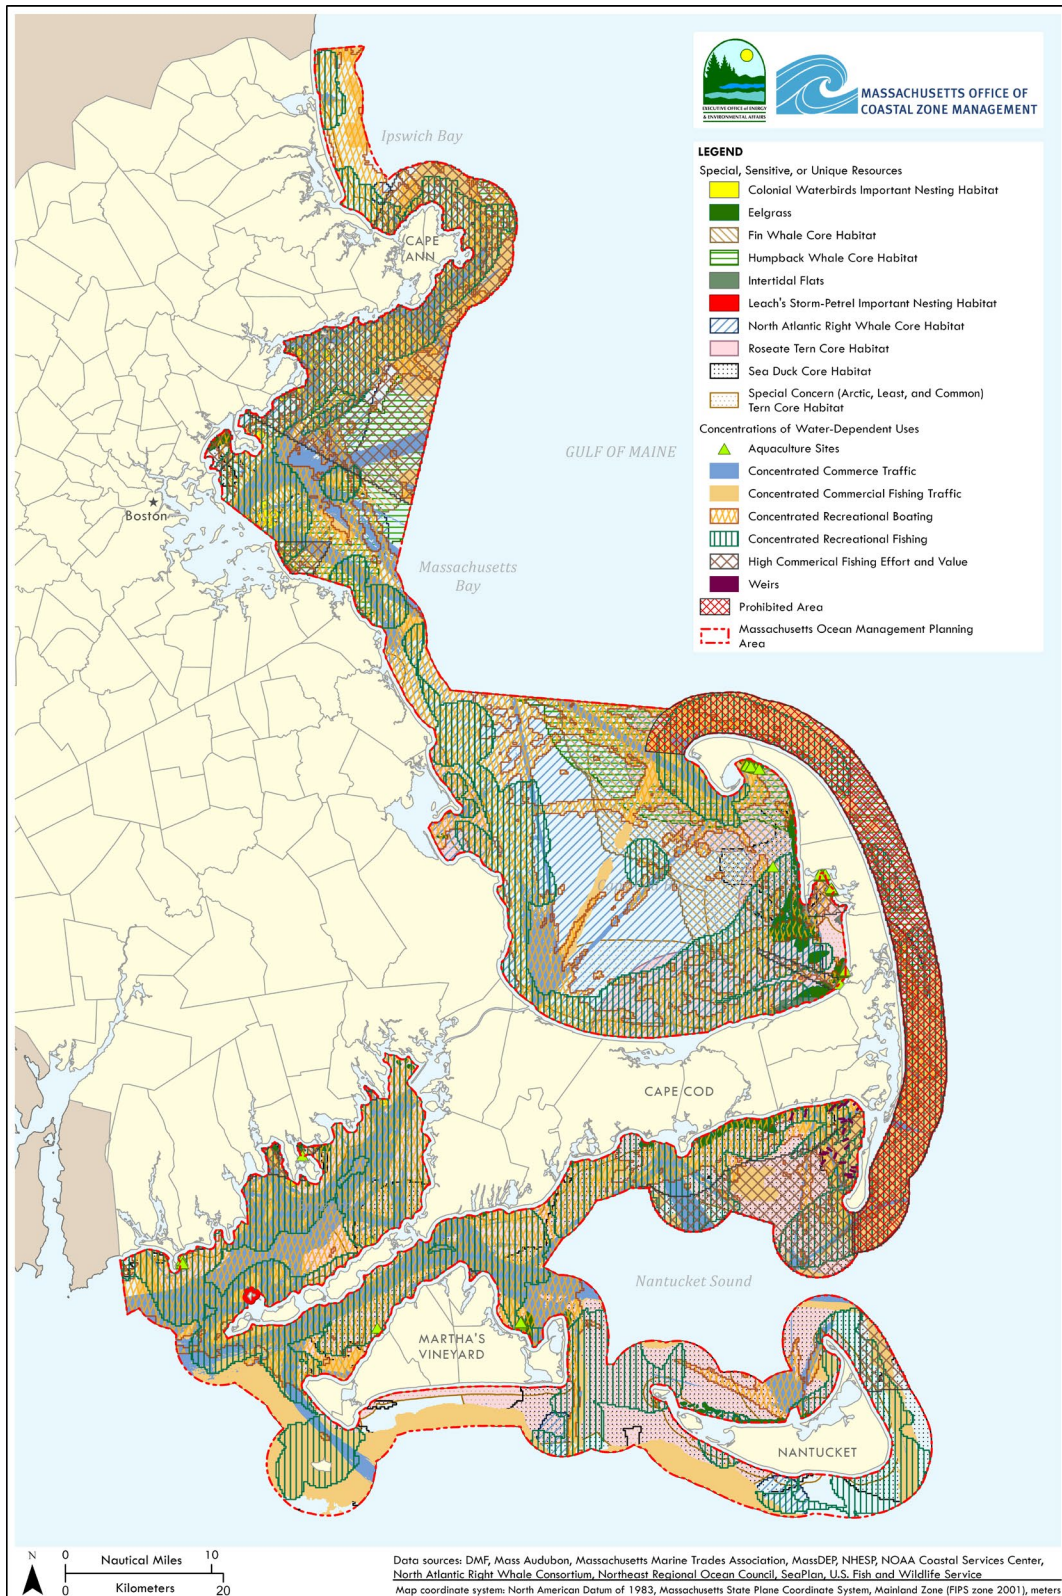 Ipswich Bay
CAPE
ANN
Boston
Massachusetts
Bay
GULF OF MAINE
CAPE COD
Nantucket Sound
MARTHA'S
VINEYARD
NANTUCKET
EXECUTIVE OFFICE of ENERGY
& ENVIRONMENTAL AFFAIRS
MASSACHUSETTS OFFICE OF
COASTAL ZONE MANAGEMENT
LEGEND
Special, Sensitive, or Unique Resources
Colonial Waterbirds Important Nesting Habitat
Eelgrass
Fin Whale Core Habitat
Humpback Whale Core Habitat
Intertidal Flats
Leach's Storm-Petrel Important Nesting Habitat
North Atlantic Right Whale Core Habitat
Roseate Tern Core Habitat
Sea Duck Core Habitat
Special Concern (Arctic, Least, and Common)
Tern Core Habitat
Concentrations of Water-Dependent Uses
Aquaculture Sites
Concentrated Commerce Traffic
Concentrated Commercial Fishing Traffic
Concentrated Recreational Boating
Concentrated Recreational Fishing
High Commerical Fishing Effort and Value
Weirs
Prohibited Area
Massachusetts Ocean Management Planning
Area
N
0 Nautical Miles 10
0 Kilometers 20
Data sources: DMF, Mass Audubon, Massachusetts Marine Trades Association, MassDEP, NHESP, NOAA Coastal Services Center,
North Atlantic Right Whale Consortium, Northeast Regional Ocean Council, SeaPlan, U.S. Fish and Wildlife Service
Map coordinate system: North American Datum of 1983, Massachusetts State Plane Coordinate System, Mainland Zone (FIPS zone 2001), meters